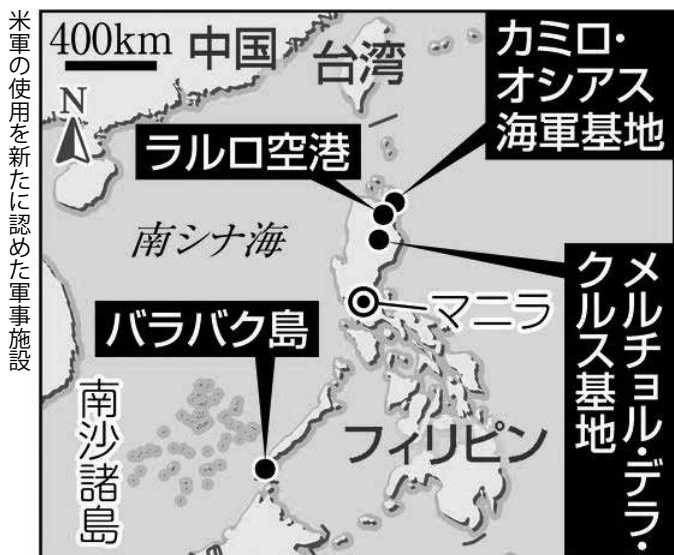 米軍の使用を新たに認めた軍事施設
400km
中国
台湾
カミロ・
オシアス
海軍基地
N
ラルロ空港
南シナ海
メルチョル・デラ・
クルス基地
マニラ
バラバク島
フィリピン
南沙諸島